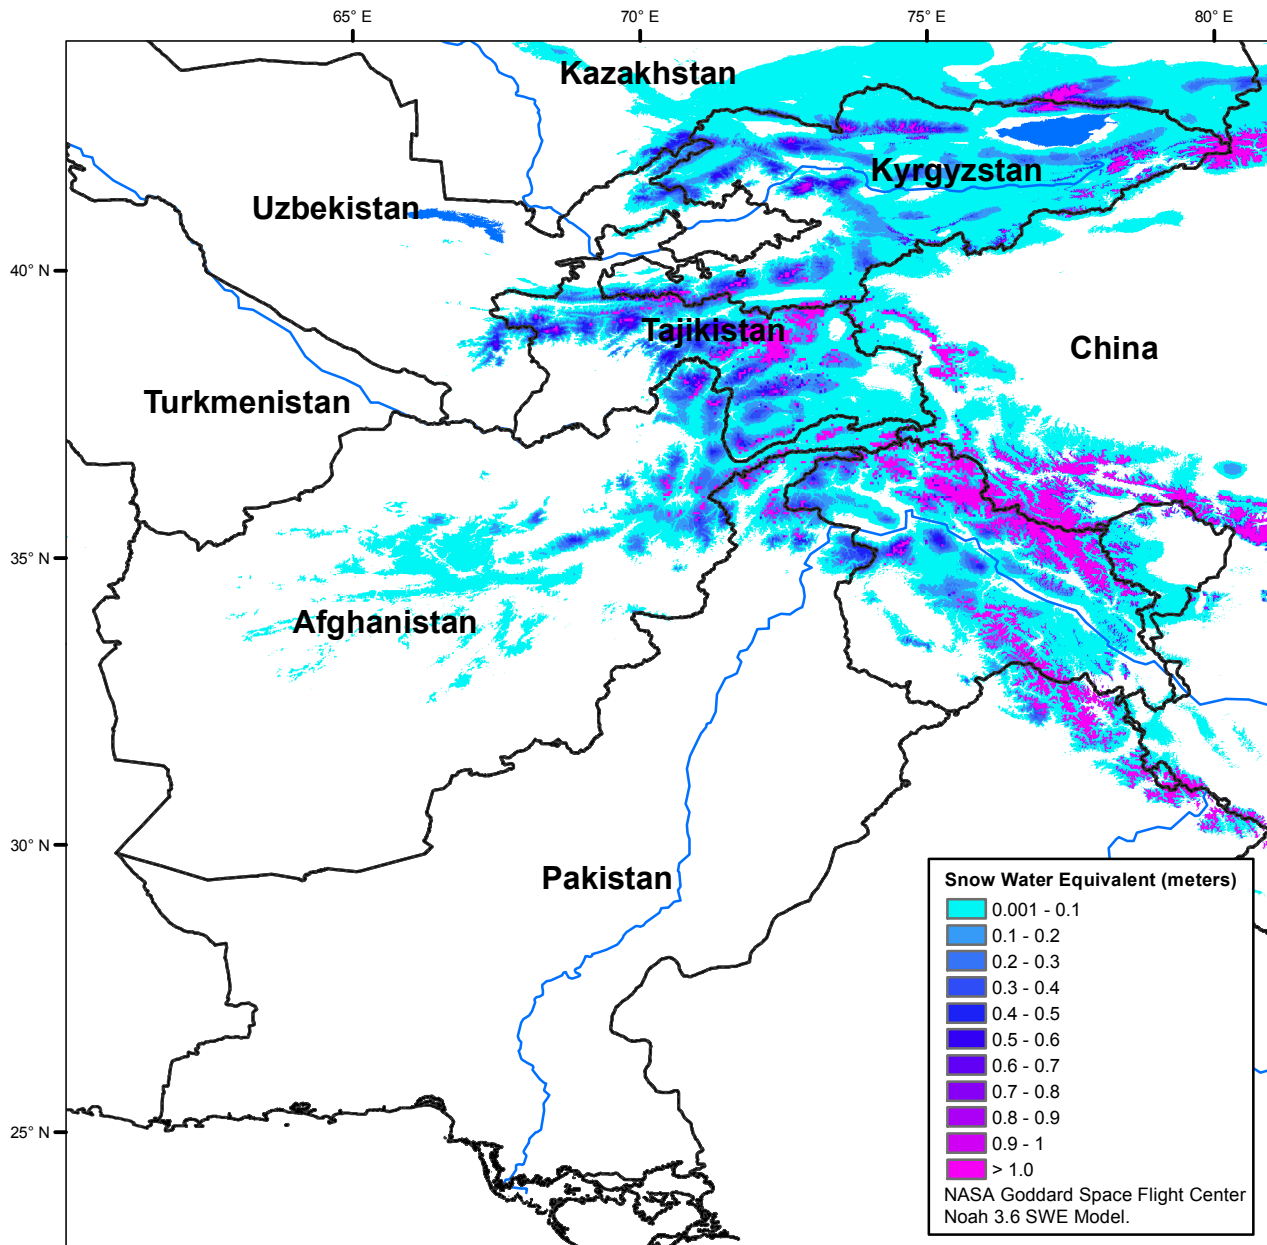 65° E
70° E
75° E
80° E
Kazakhstan
Kyrgyzstan
Uzbekistan
40° N
Tajikistan
China
Turkmenistan
35° N
Afghanistan
30° N
Pakistan
25° N
Snow Water Equivalent (meters)
0.001 - 0.1
0.1 - 0.2
0.2 - 0.3
0.3 - 0.4
0.4 - 0.5
0.5 - 0.6
0.6 - 0.7
0.7 - 0.8
0.8 - 0.9
0.9 - 1
> 1.0
NASA Goddard Space Flight Center
Noah 3.6 SWE Model.